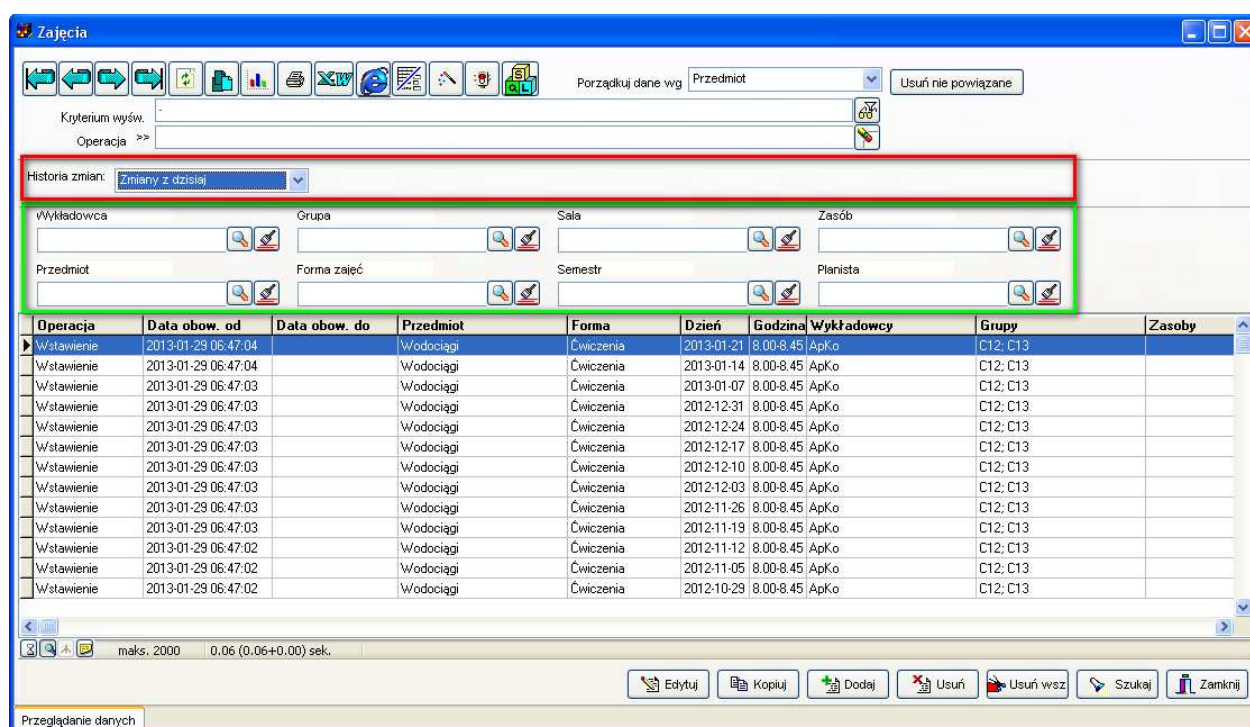 Zajęcia
Porządkuj dane wg Przedmiot Usuń nie powiązane
Kryterium wyśw. -
Operacja >>
Historia zmian: Zmiany z dzisiaj
Wykładowca Grupa Sala Zasób
Przedmiot Forma zajęć Semestr Planista
Operacja Data obow. od Data obow. do Przedmiot Forma Dzień Godzina Wykładowcy Grupy Zasoby
Wstawienie 2013-01-29 06:47:04 Wodociągi Ćwiczenia 2013-01-21 8.00-8.45 ApKo C12; C13
Wstawienie 2013-01-29 06:47:04 Wodociągi Ćwiczenia 2013-01-14 8.00-8.45 ApKo C12; C13
Wstawienie 2013-01-29 06:47:03 Wodociągi Ćwiczenia 2013-01-07 8.00-8.45 ApKo C12; C13
Wstawienie 2013-01-29 06:47:03 Wodociągi Ćwiczenia 2012-12-31 8.00-8.45 ApKo C12; C13
Wstawienie 2013-01-29 06:47:03 Wodociągi Ćwiczenia 2012-12-24 8.00-8.45 ApKo C12; C13
Wstawienie 2013-01-29 06:47:03 Wodociągi Ćwiczenia 2012-12-17 8.00-8.45 ApKo C12; C13
Wstawienie 2013-01-29 06:47:03 Wodociągi Ćwiczenia 2012-12-10 8.00-8.45 ApKo C12; C13
Wstawienie 2013-01-29 06:47:03 Wodociągi Ćwiczenia 2012-12-03 8.00-8.45 ApKo C12; C13
Wstawienie 2013-01-29 06:47:03 Wodociągi Ćwiczenia 2012-11-26 8.00-8.45 ApKo C12; C13
Wstawienie 2013-01-29 06:47:03 Wodociągi Ćwiczenia 2012-11-19 8.00-8.45 ApKo C12; C13
Wstawienie 2013-01-29 06:47:02 Wodociągi Ćwiczenia 2012-11-12 8.00-8.45 ApKo C12; C13
Wstawienie 2013-01-29 06:47:02 Wodociągi Ćwiczenia 2012-11-05 8.00-8.45 ApKo C12; C13
Wstawienie 2013-01-29 06:47:02 Wodociągi Ćwiczenia 2012-10-29 8.00-8.45 ApKo C12; C13
maks. 2000 0.06 (0.06+0.00) sek.
Edytuj Kopiuj Dodaj Usuń Usuń wsz Szukaj Zamknij
Przeglądanie danych